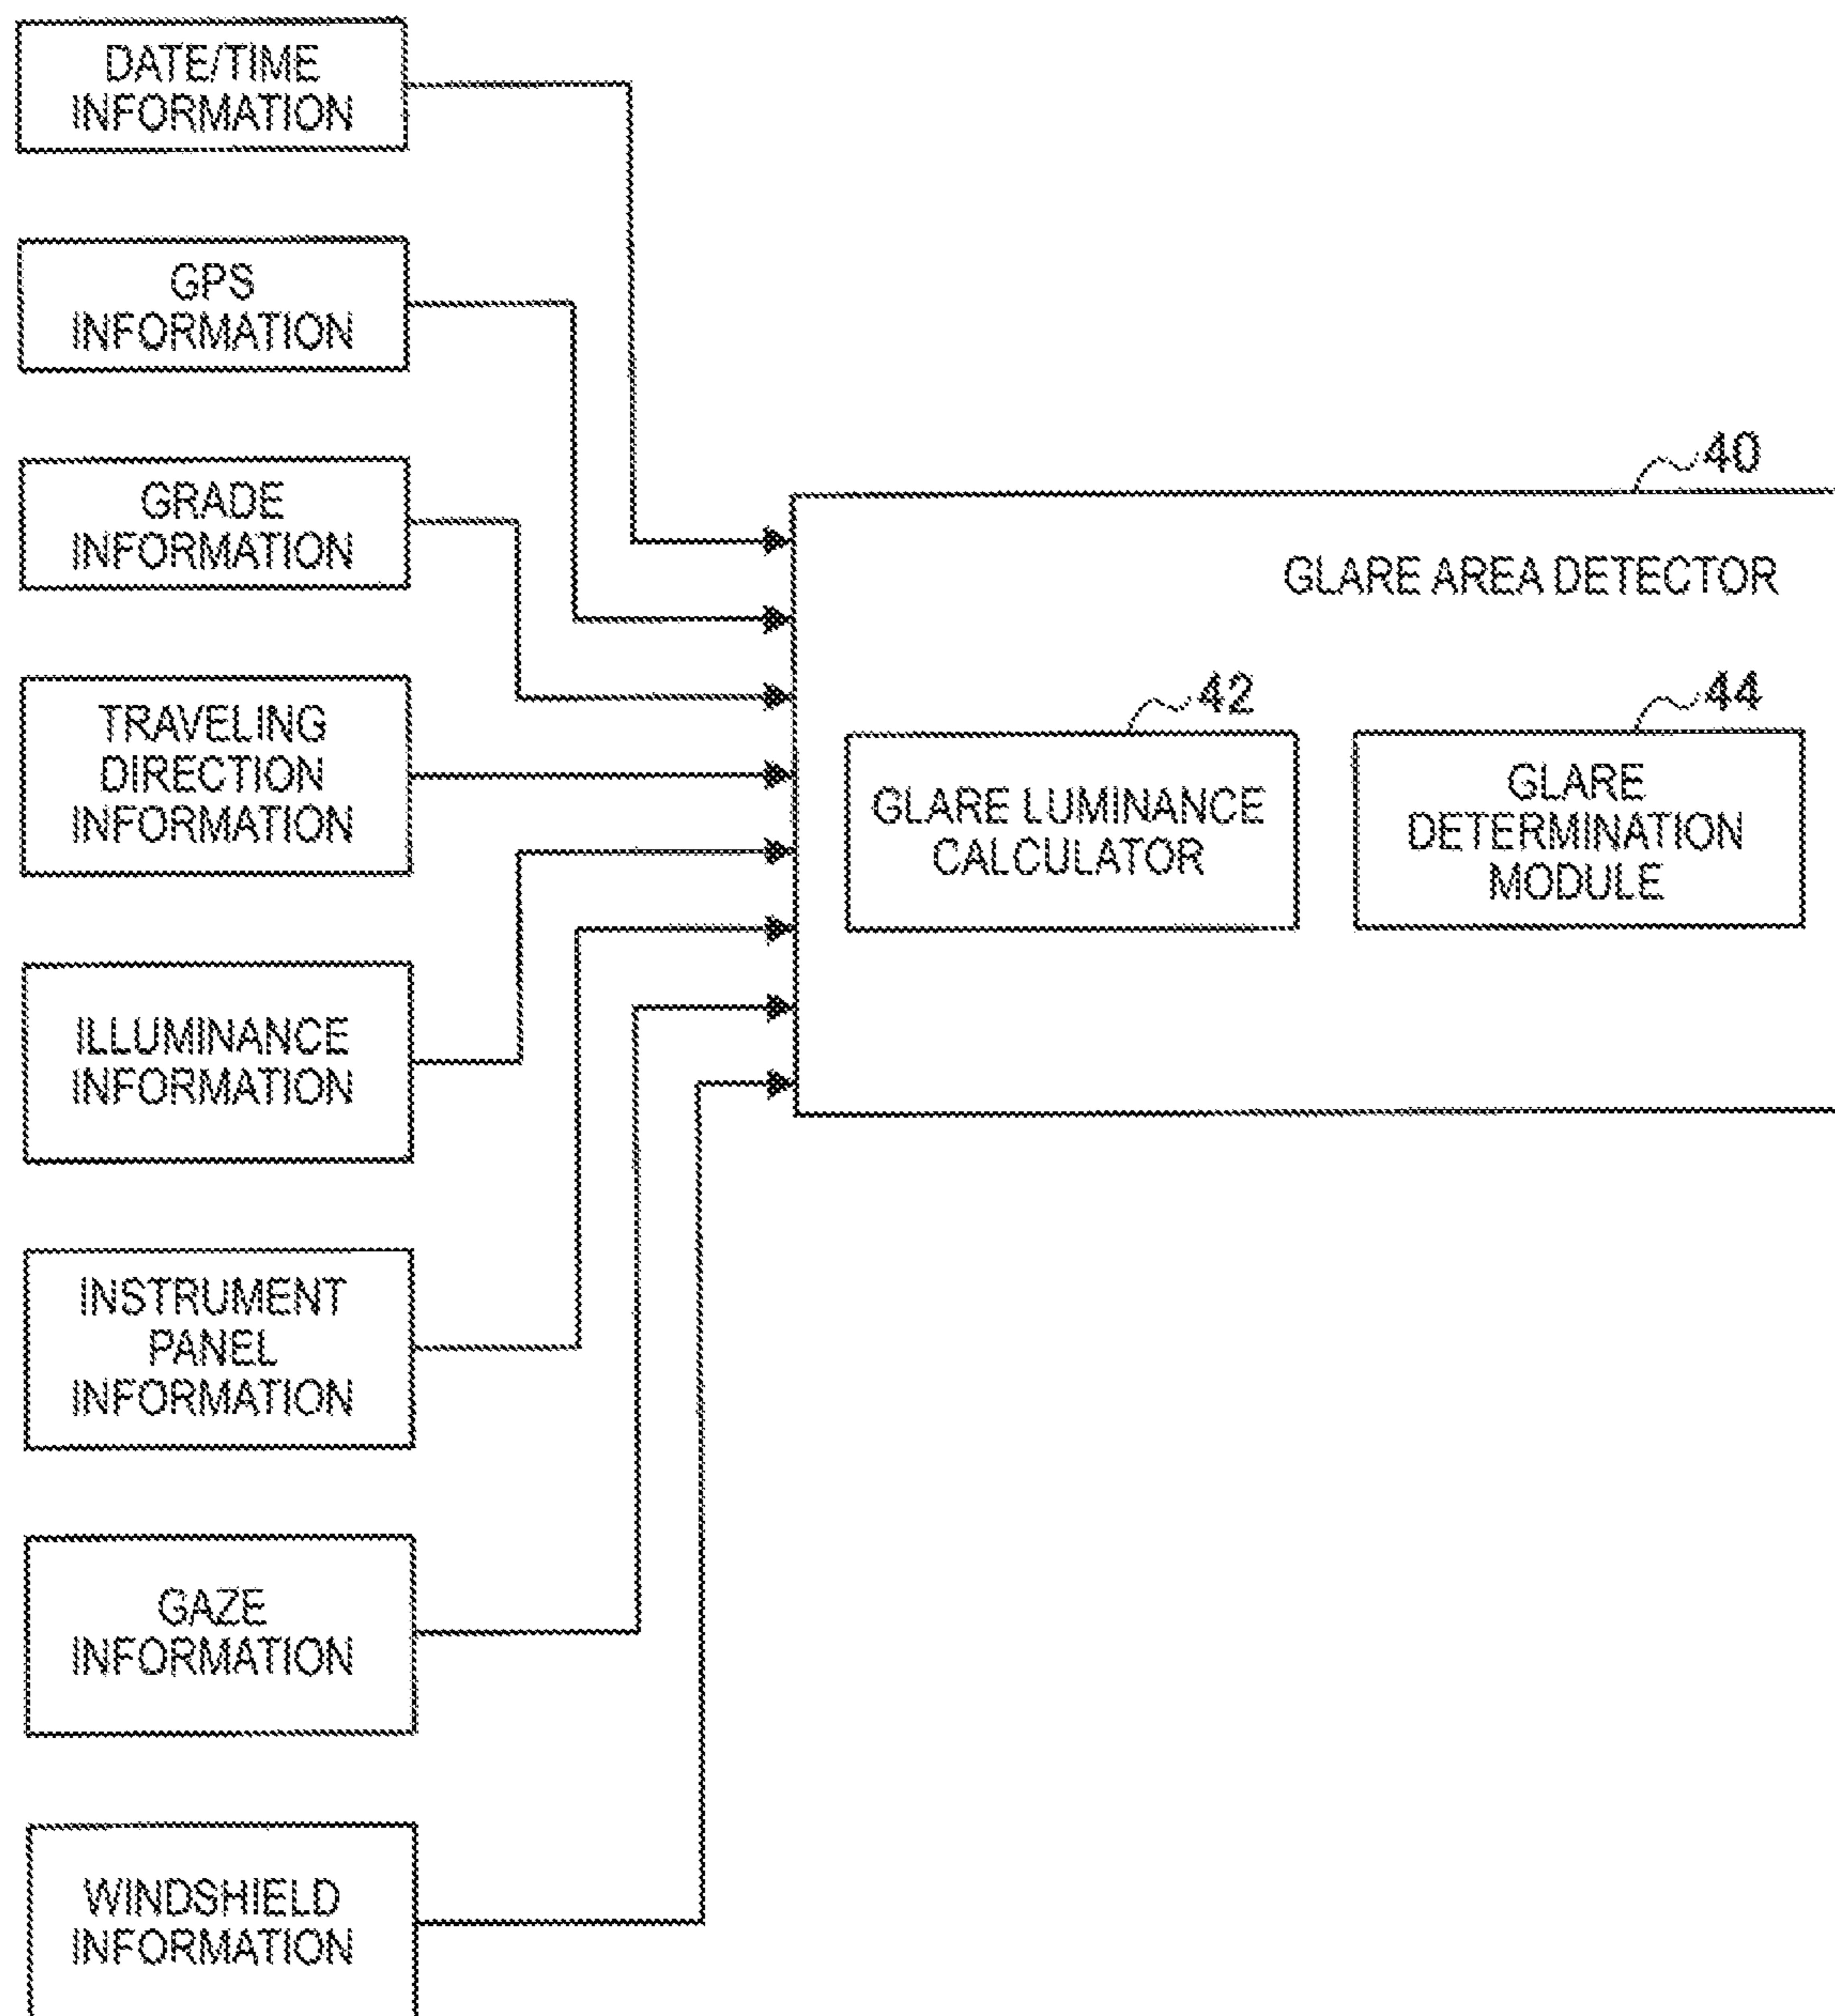 DATE/TIME
INFORMATION
GPS
INFORMATION
GRADE
INFORMATION
TRAVELING
DIRECTION
INFORMATION
ILLUMINANCE
INFORMATION
INSTRUMENT
PANEL
INFORMATION
GAZE
INFORMATION
WINDSHIELD
INFORMATION
40
GLARE AREA DETECTOR
42
GLARE LUMINANCE
CALCULATOR
44
GLARE
DETERMINATION
MODULE